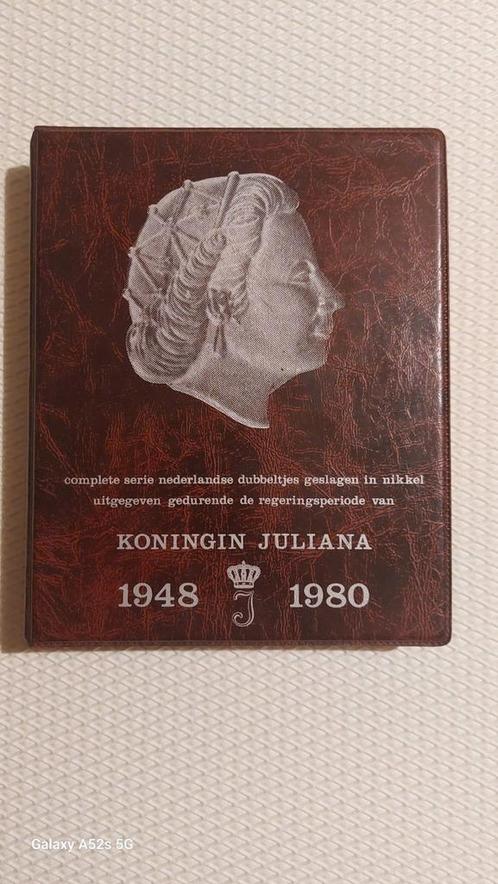 complete serie nederlandse dubbeltjes geslagen in nikkel
uitgegeven gedurende de regeringsperiode van
KONINGIN JULIANA
1948 J 1980
Galaxy A52s 5G